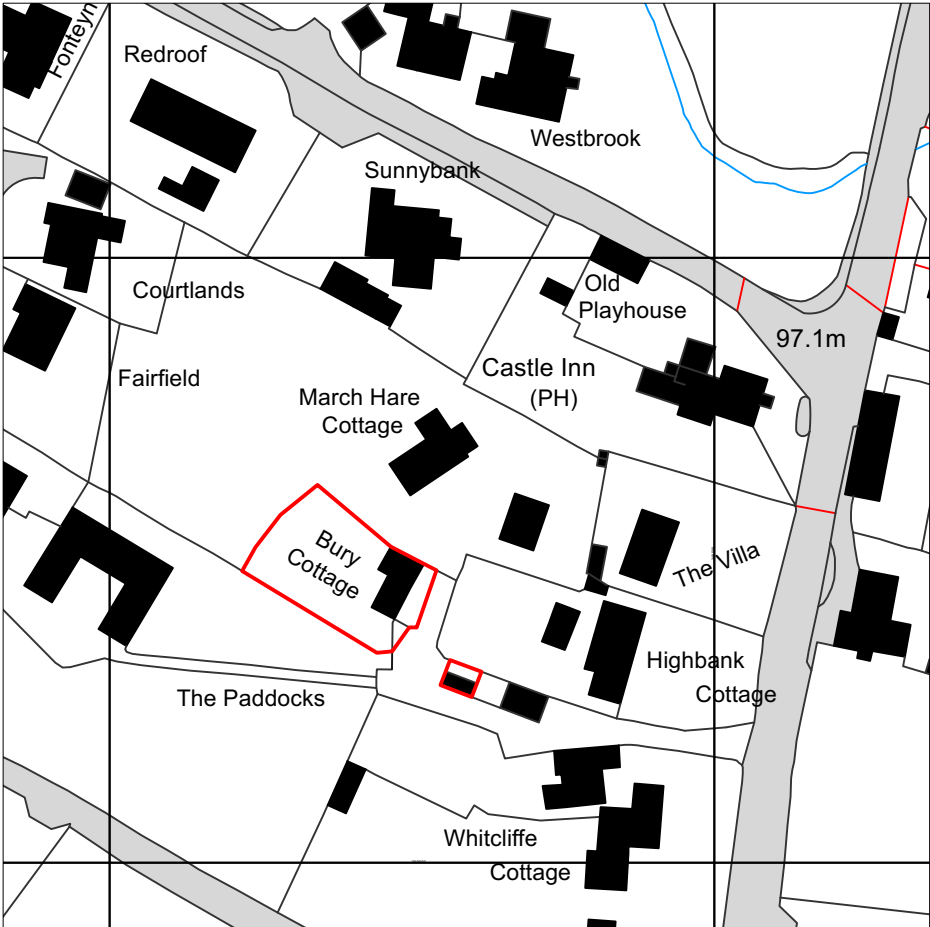 Fonteyn
Redroof
Westbrook
Sunnybank
Courtlands
Old
Playhouse
97.1m
Fairfield
Castle Inn
(PH)
March Hare
Cottage
Bury
Cottage
The Villa
Highbank
Cottage
The Paddocks
Whitcliffe
Cottage